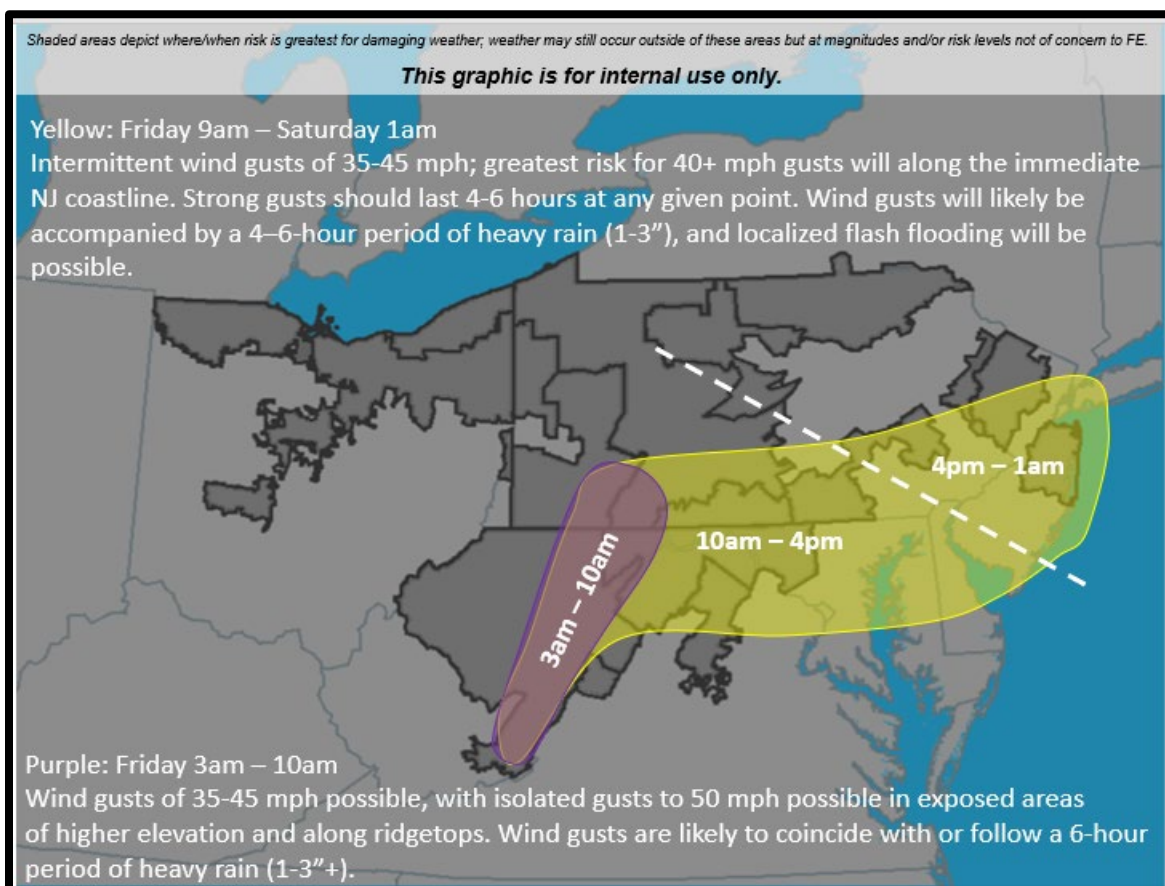 Shaded areas depict where/when risk is greatest for damaging weather; weather may still occur outside of these areas but at magnitudes and/or risk levels not of concern to FE.
This graphic is for internal use only.
Yellow: Friday 9am – Saturday 1am
Intermittent wind gusts of 35-45 mph; greatest risk for 40+ mph gusts will along the immediate
NJ coastline. Strong gusts should last 4-6 hours at any given point. Wind gusts will likely be
accompanied by a 4–6-hour period of heavy rain (1-3”), and localized flash flooding will be
possible.
4pm – 1am
10am – 4pm
3am – 10am
Purple: Friday 3am – 10am
Wind gusts of 35-45 mph possible, with isolated gusts to 50 mph possible in exposed areas
of higher elevation and along ridgetops. Wind gusts are likely to coincide with or follow a 6-hour
period of heavy rain (1-3”+).